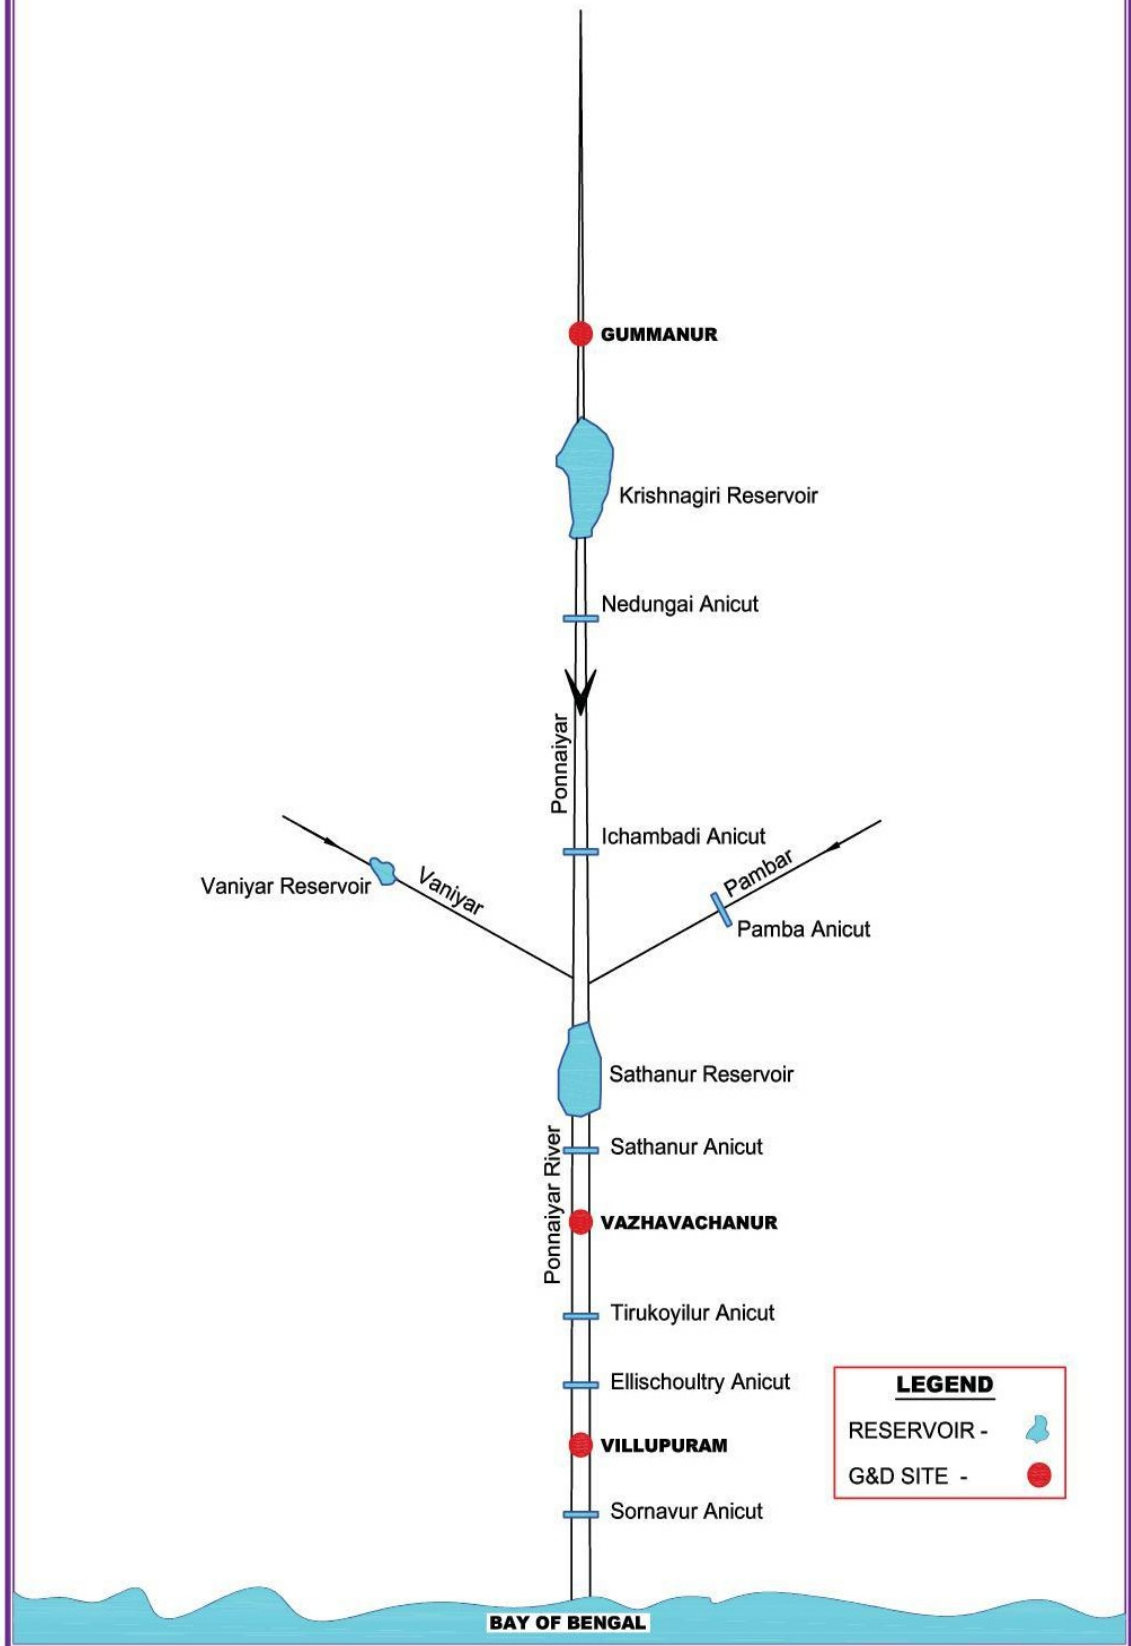 GUMMANUR
Krishnagiri Reservoir
Nedungai Anicut
Ponnaiyar
Ichambadi Anicut
Vaniyar Reservoir
Vaniyar
Pambar
Pamba Anicut
Sathanur Reservoir
Ponnaiyar River
Sathanur Anicut
VAZHAVACHANUR
Tirukoyilur Anicut
Ellischoultry Anicut
VILLUPURAM
Sornavur Anicut
LEGEND
RESERVOIR -
G&D SITE -
BAY OF BENGAL